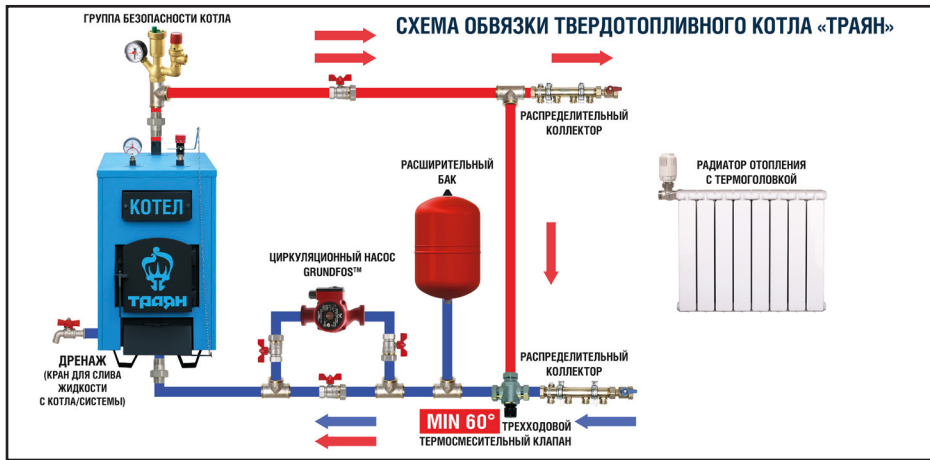 ГРУППА БЕЗОПАСНОСТИ КОТЛА
СХЕМА ОБВЯЗКИ ТВЕРДОТОПЛИВНОГО КОТЛА «ТРАЯН»
РАСПРЕДЕЛИТЕЛЬНЫЙ
КОЛЛЕКТОР
РАСШИРИТЕЛЬНЫЙ
БАК
РАДИАТОР ОТОПЛЕНИЯ
С ТЕРМОГОЛОВКОЙ
КОТЕЛ
ТРАЯН
ЦИРКУЛЯЦИОННЫЙ НАСОС
GRUNDFOS™
ДРЕНАЖ
(КРАН ДЛЯ СЛИВА
ЖИДКОСТИ
С КОТЛА/СИСТЕМЫ)
РАСПРЕДЕЛИТЕЛЬНЫЙ
КОЛЛЕКТОР
MIN 60° ТРЕХХОДОВОЙ
ТЕРМОСМЕСИТЕЛЬНЫЙ КЛАПАН